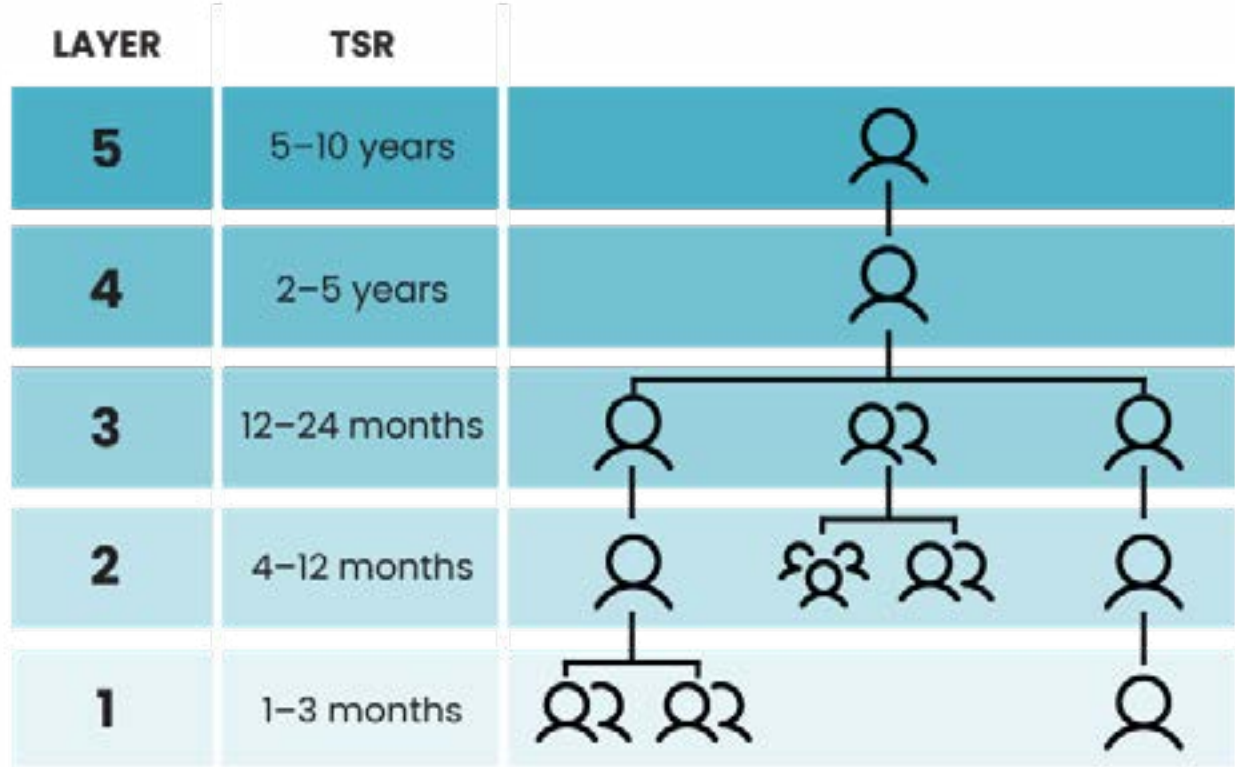 LAYER TSR
5 5–10 years
4 2–5 years
3 12–24 months
2 4–12 months
1 1–3 months